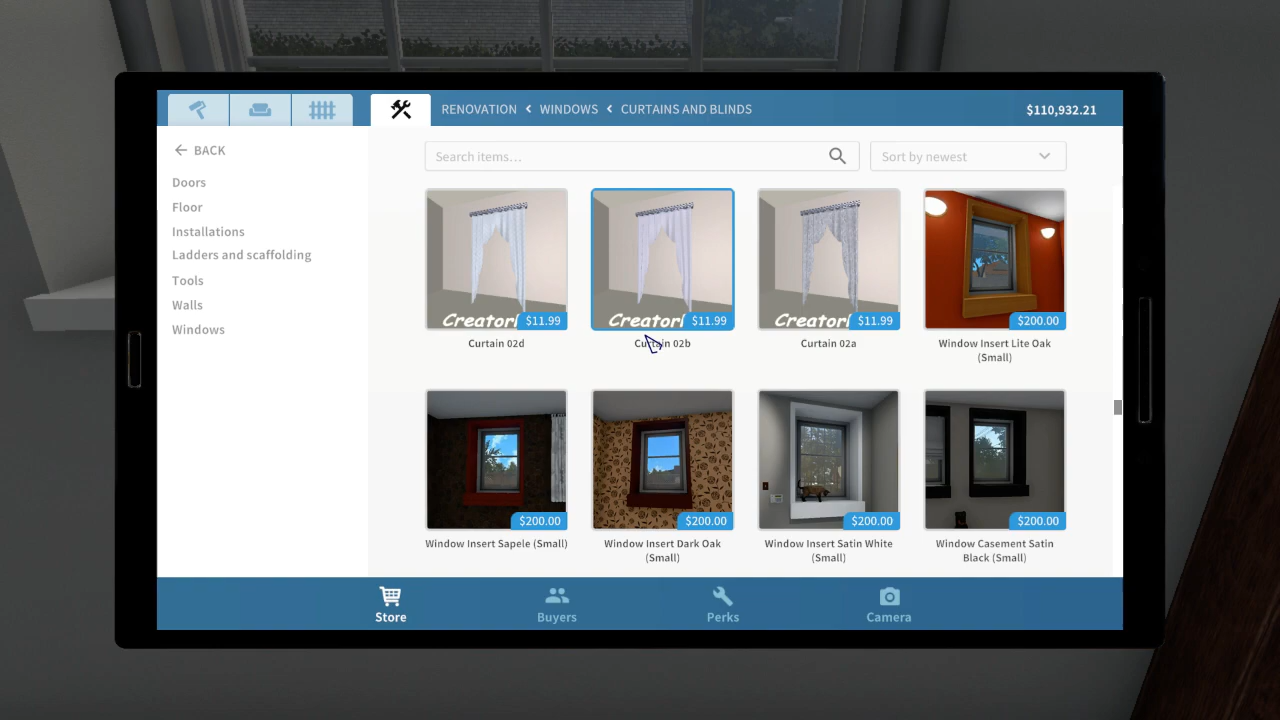 RENOVATION < WINDOWS < CURTAINS AND BLINDS
$110,932.21
BACK
Doors
Floor
Installations
Ladders and scaffolding
Tools
Walls
Windows
Search items...
Sort by newest
$11.99
Curtain 02d
$11.99
Curtain 02b
$11.99
Curtain 02a
$200.00
Window Insert Lite Oak
(Small)
$200.00
Window Insert Sapele (Small)
$200.00
Window Insert Dark Oak
(Small)
$200.00
Window Insert Satin White
(Small)
$200.00
Window Casement Satin
Black (Small)
Store
Buyers
Perks
Camera